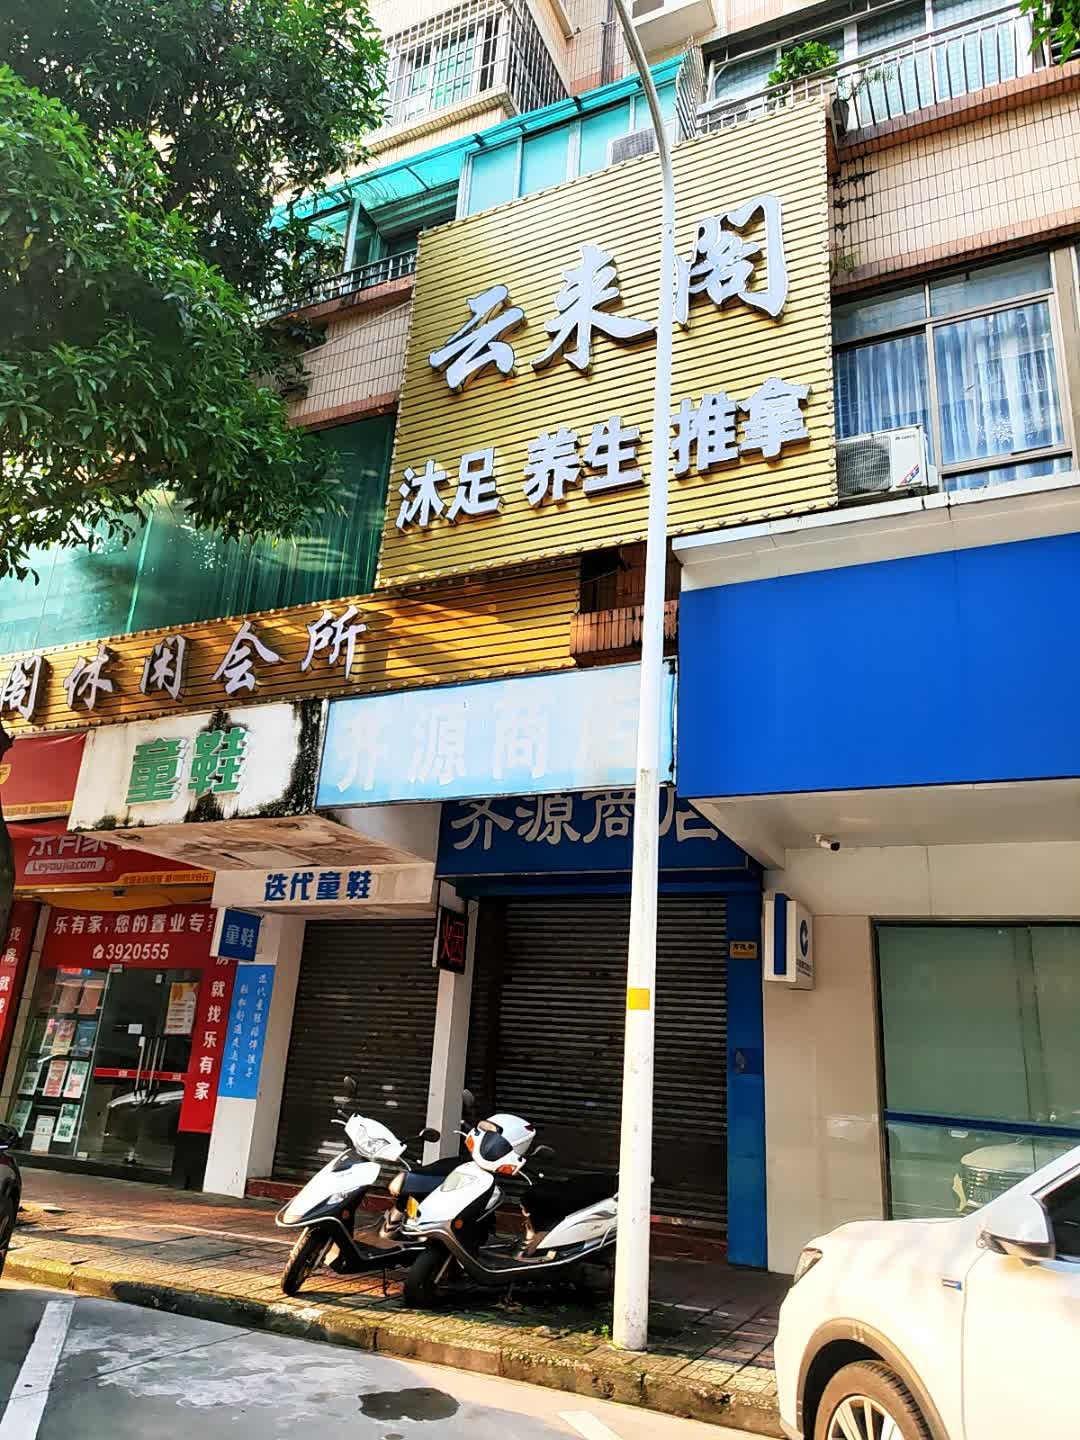 云来阁
沐足 养生 推拿
阁休闲会所
童鞋
齐源商店
齐源商店
乐有家
Leyoujia.com
迭代童鞋
童鞋
乐有家，您的置业专家
3920555
房就找乐有家